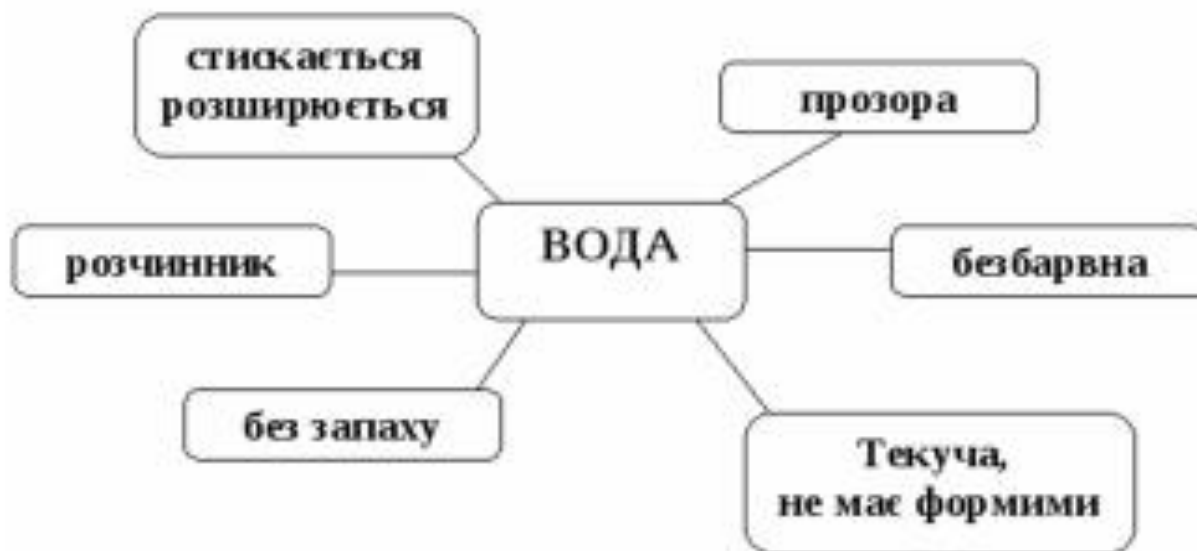 стискається
розширюється
прозора
ВОДА
розчинник
безбарвна
без запаху
Текуча,
не має формими